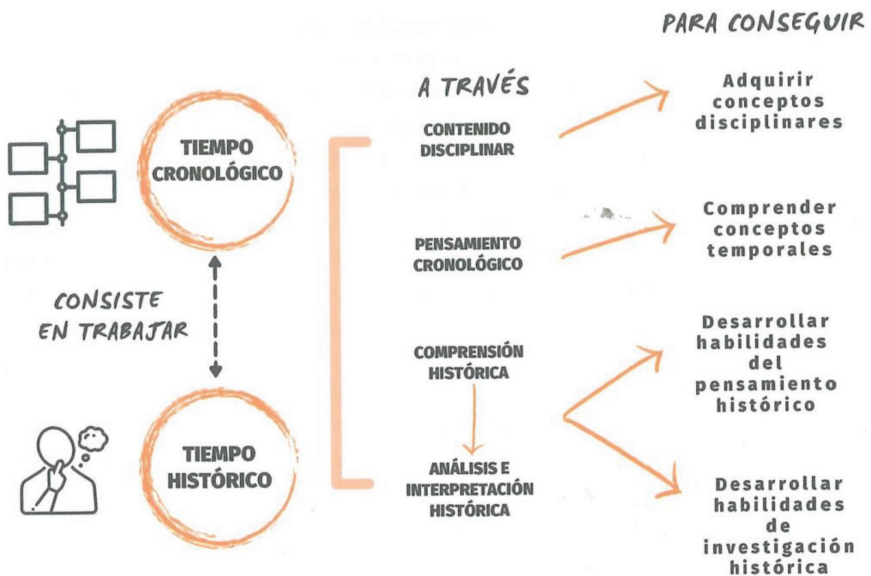 TIEMPO
CRONOLÓGICO
CONSISTE
EN TRABAJAR
TIEMPO
HISTÓRICO
A TRAVÉS
CONTENIDO
DISCIPLINAR
PENSAMIENTO
CRONOLÓGICO
COMPRENSIÓN
HISTÓRICA
ANÁLISIS E
INTERPRETACIÓN
HISTÓRICA
PARA CONSEGUIR
Adquirir
conceptos
disciplinares
Comprender
conceptos
temporales
Desarrollar
habilidades
del
pensamiento
histórico
Desarrollar
habilidades
de
investigación
histórica